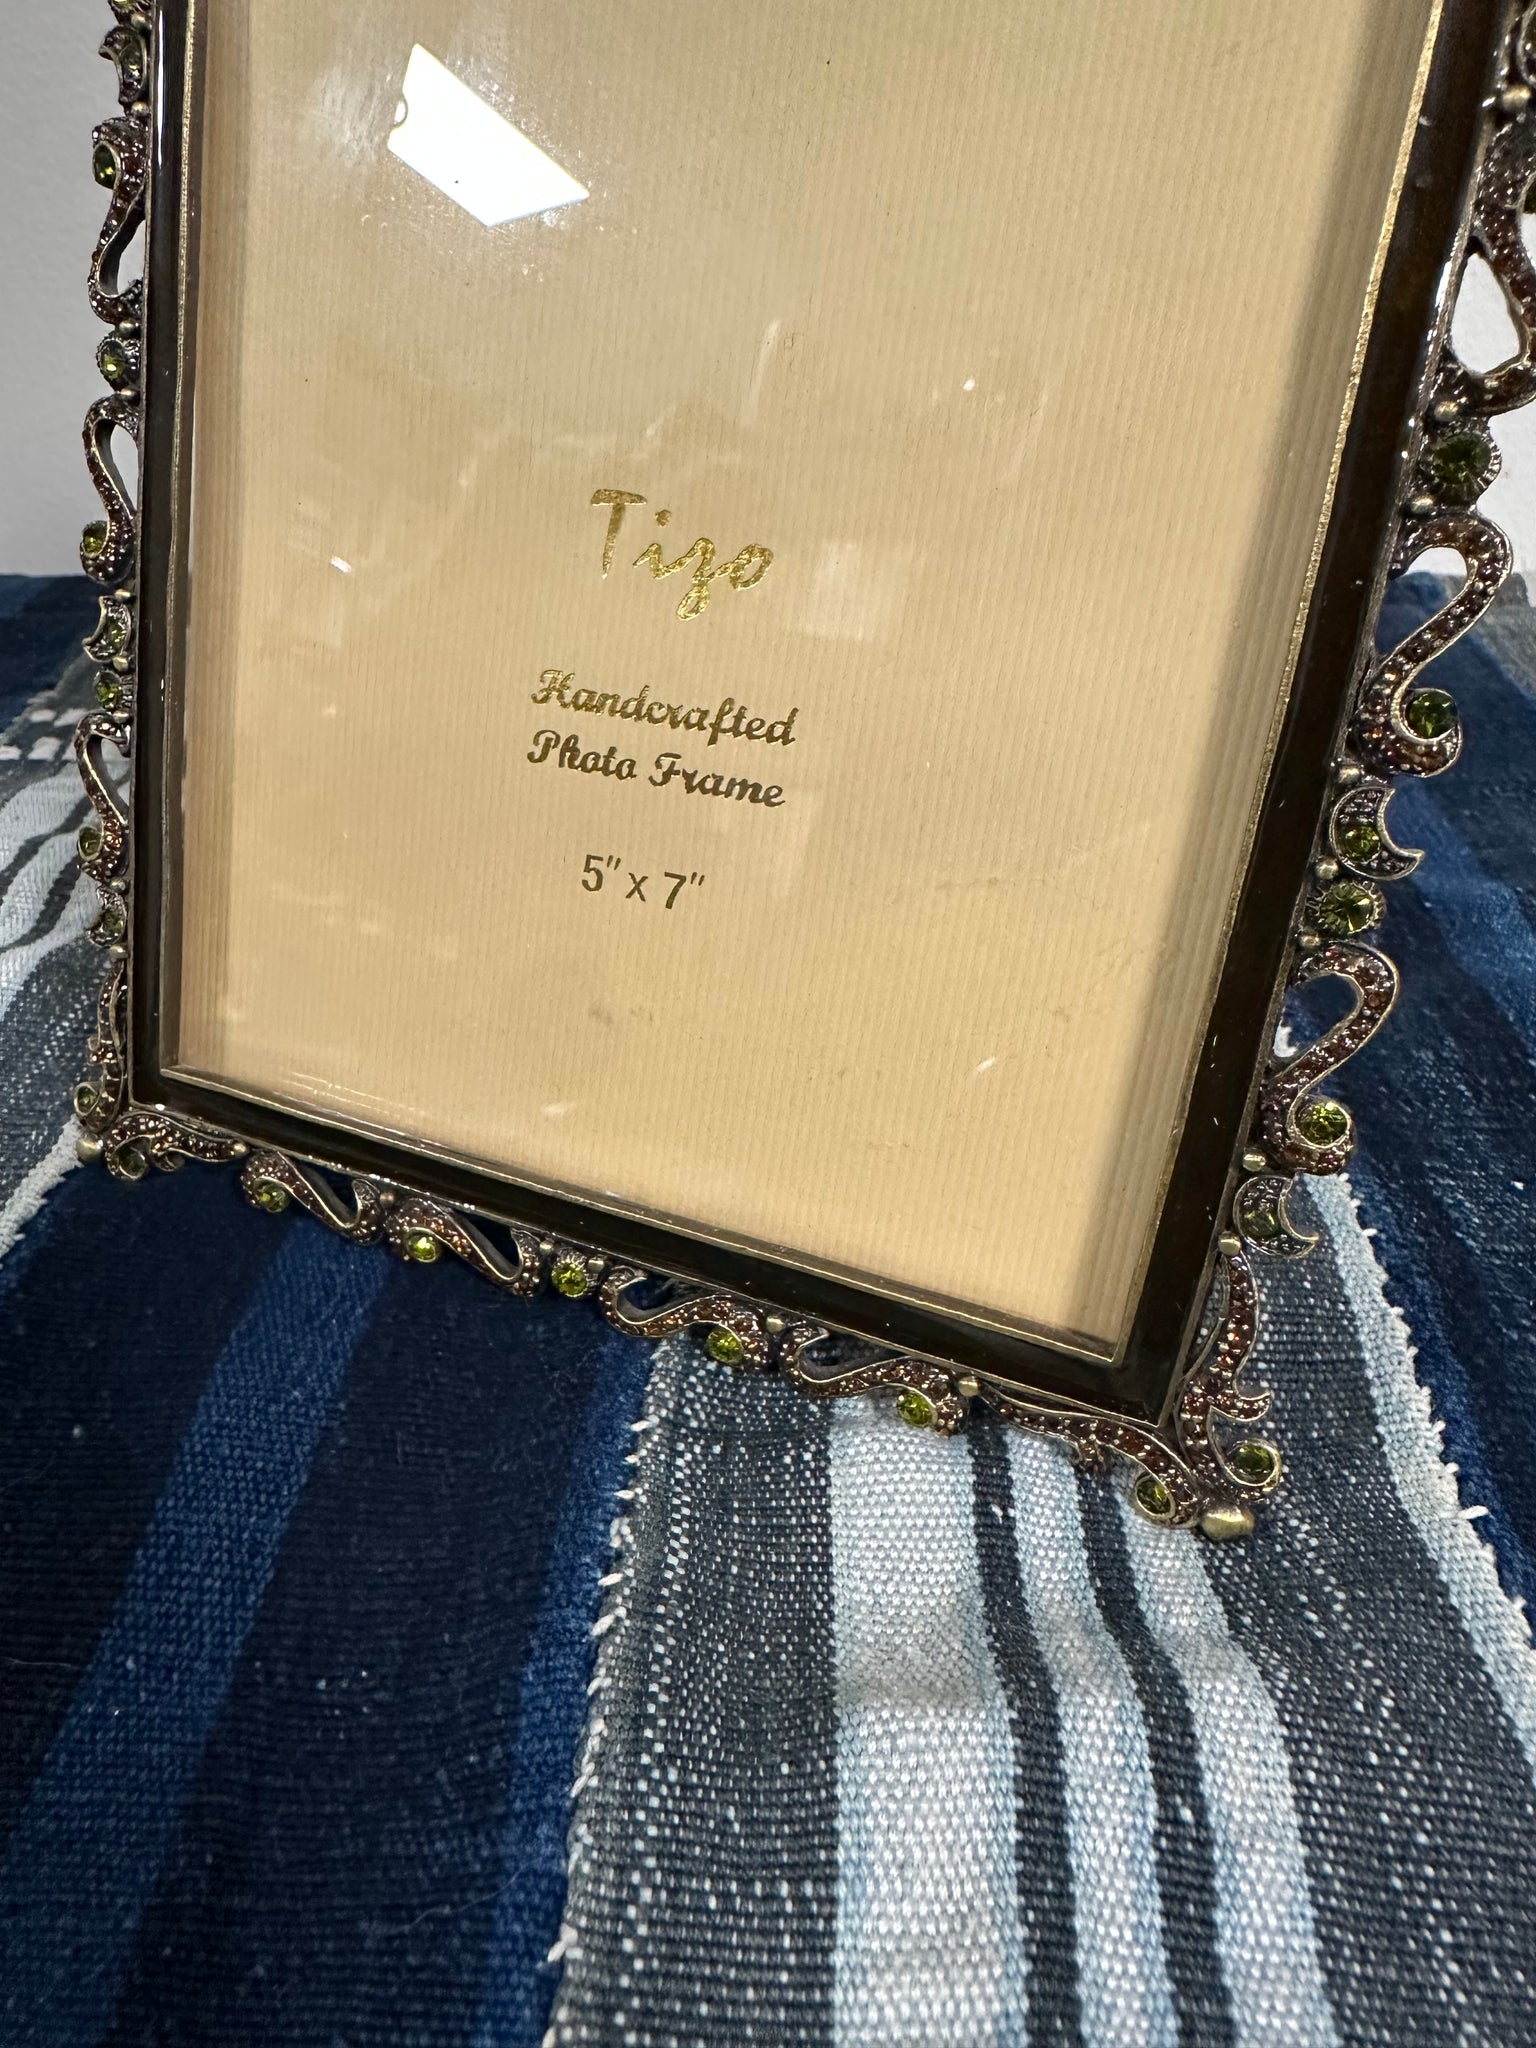 Tizo
Handcrafted
Photo Frame
5" x 7"